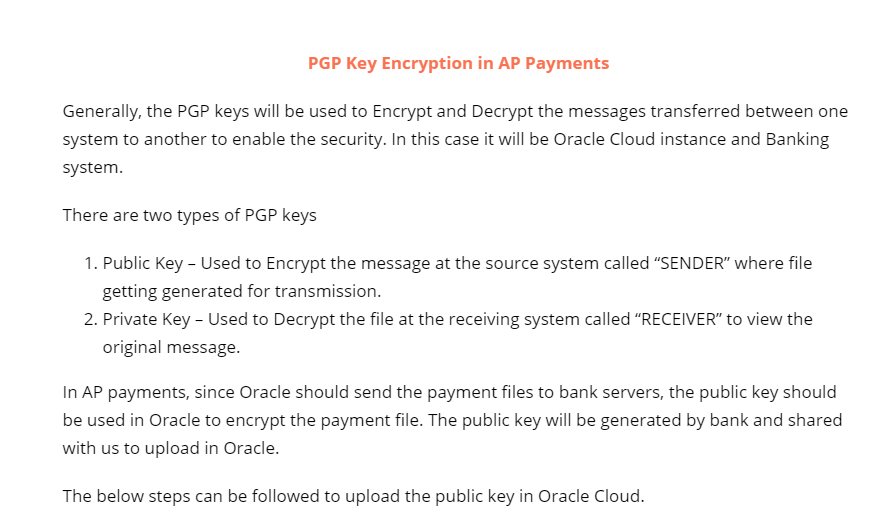 PGP Key Encryption in AP Payments
Generally, the PGP keys will be used to Encrypt and Decrypt the messages transferred between one
system to another to enable the security. In this case it will be Oracle Cloud instance and Banking
system.
There are two types of PGP keys
1. Public Key – Used to Encrypt the message at the source system called “SENDER” where file
getting generated for transmission.
2. Private Key – Used to Decrypt the file at the receiving system called “RECEIVER” to view the
original message.
In AP payments, since Oracle should send the payment files to bank servers, the public key should
be used in Oracle to encrypt the payment file. The public key will be generated by bank and shared
with us to upload in Oracle.
The below steps can be followed to upload the public key in Oracle Cloud.